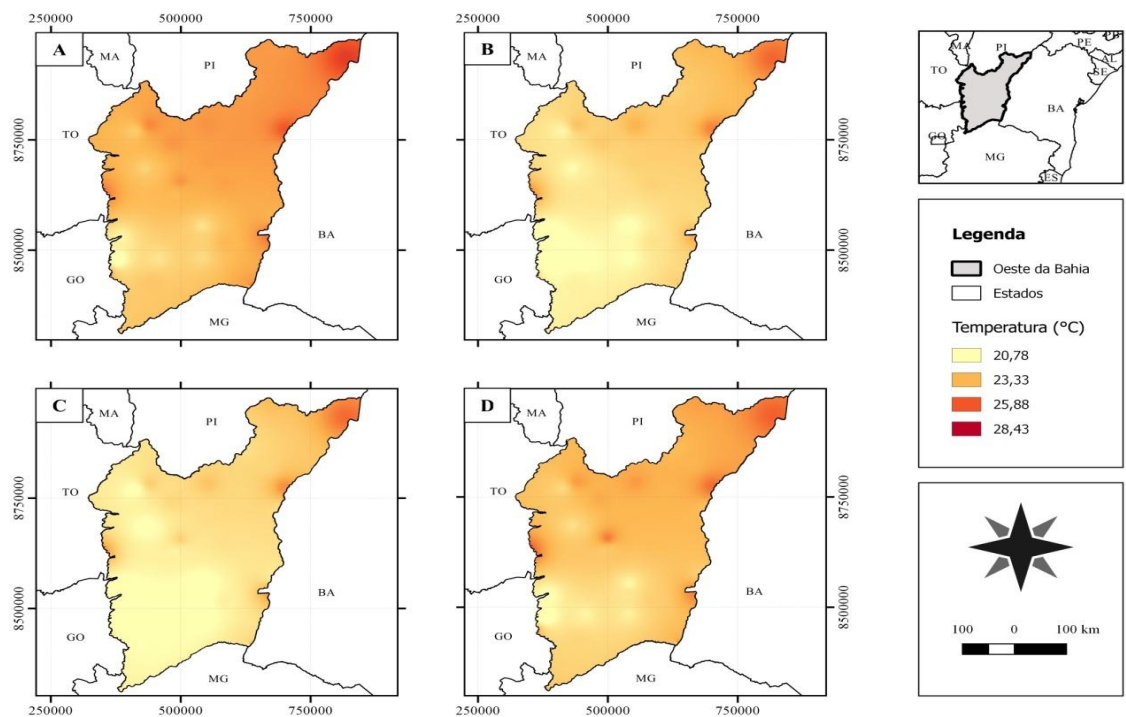 250000 500000 750000
500000 750000
A
MA
PI
TO
BA
GO
MG
B
MA
PI
TO
BA
GO
MG
8750000
8500000
8750000
8500000
MA
PI
PE
AL
SE
TO
BA
GO
MG
ES
Legenda
Oeste da Bahia
Estados
Temperatura (°C)
20,78
23,33
25,88
28,43
C
MA
PI
TO
BA
GO
MG
D
MA
PI
TO
BA
GO
MG
8750000
8500000
8750000
8500000
250000 500000 750000
250000 500000 750000
100 0 100 km